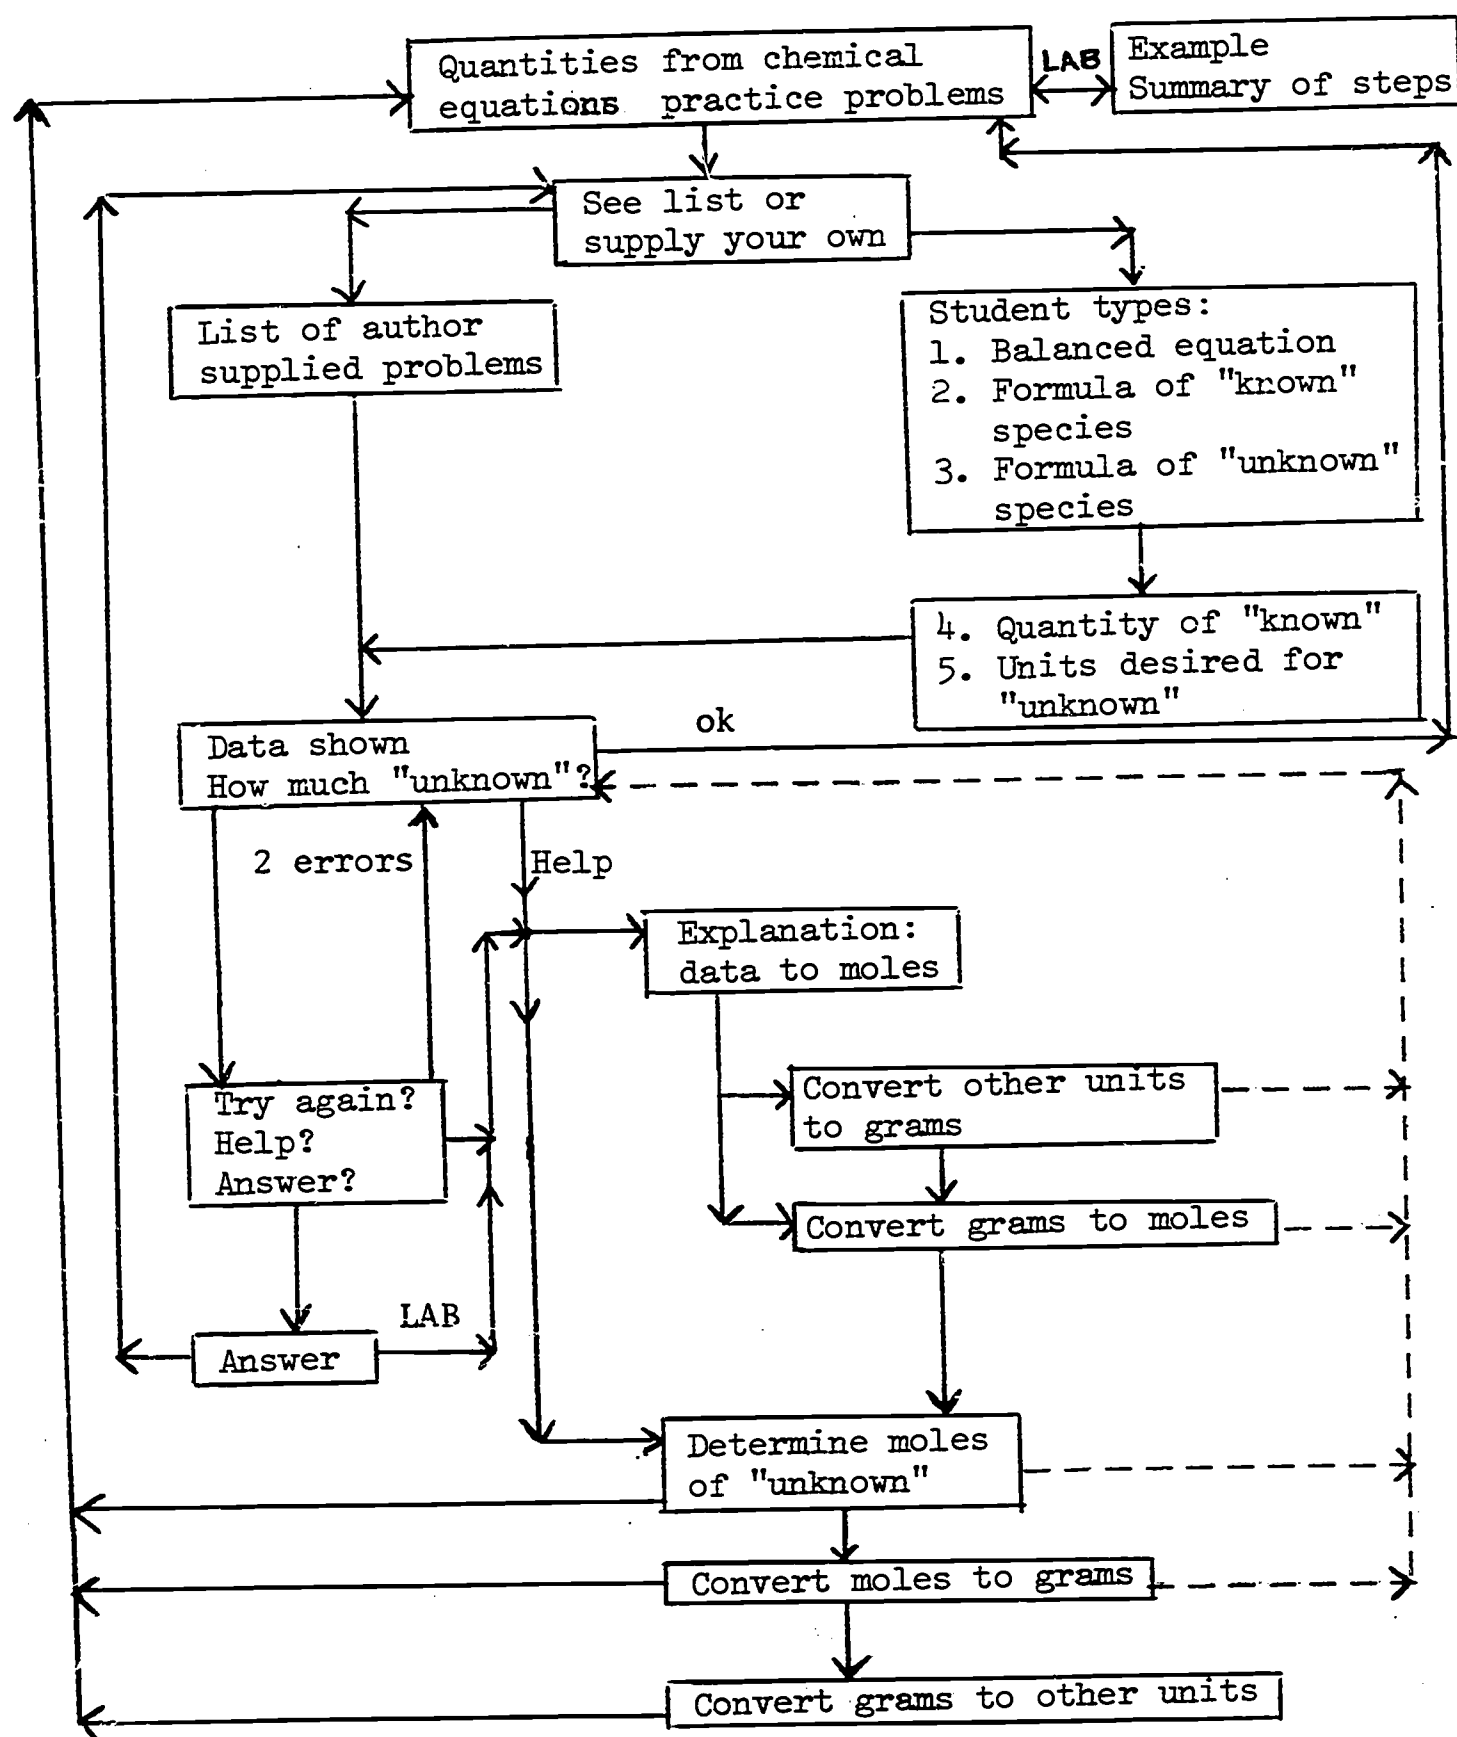 Quantities from chemical
equations practice problems
LAB
Example
Summary of steps
See list or
supply your own
List of author
supplied problems
Student types:
1. Balanced equation
2. Formula of "known"
species
3. Formula of "unknown"
species
4. Quantity of "known"
5. Units desired for
"unknown"
Data shown
How much "unknown"?
ok
2 errors
Help
Explanation:
data to moles
Convert other units
to grams
Try again?
Help?
Answer?
Convert grams to moles
LAB
Answer
Determine moles
of "unknown"
Convert moles to grams
Convert grams to other units